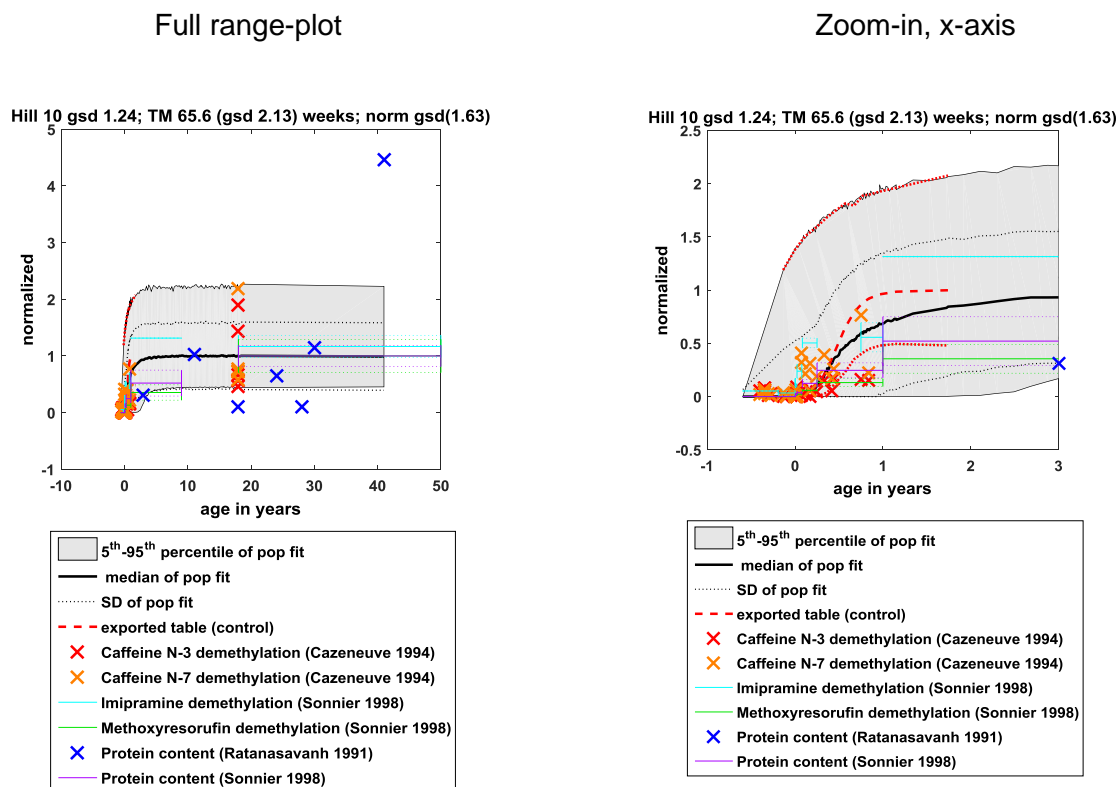 Full range-plot
Hill 10 gsd 1.24; TM 65.6 (gsd 2.13) weeks; norm gsd(1.63)
5
4
3
2
1
0
-1
normalized
-10
0
10
20
30
40
50
age in years
5th-95th percentile of pop fit
median of pop fit
SD of pop fit
exported table (control)
Caffeine N-3 demethylation (Cazeneuve 1994)
Caffeine N-7 demethylation (Cazeneuve 1994)
Imipramine demethylation (Sonnier 1998)
Methoxyresorufin demethylation (Sonnier 1998)
Protein content (Ratanasavanh 1991)
Protein content (Sonnier 1998)
Zoom-in, x-axis
Hill 10 gsd 1.24; TM 65.6 (gsd 2.13) weeks; norm gsd(1.63)
2.5
2
1.5
1
0.5
0
-0.5
normalized
-1
0
1
2
3
age in years
5th-95th percentile of pop fit
median of pop fit
SD of pop fit
exported table (control)
Caffeine N-3 demethylation (Cazeneuve 1994)
Caffeine N-7 demethylation (Cazeneuve 1994)
Imipramine demethylation (Sonnier 1998)
Methoxyresorufin demethylation (Sonnier 1998)
Protein content (Ratanasavanh 1991)
Protein content (Sonnier 1998)